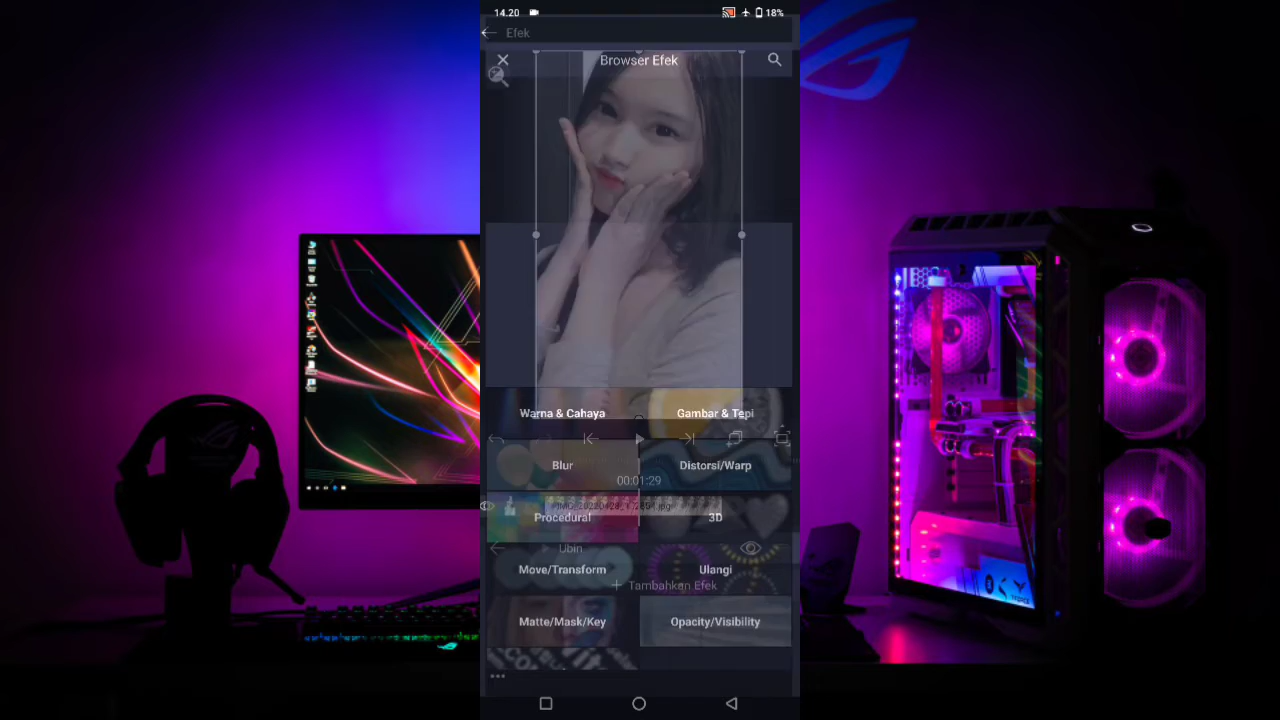 14.20
18%
Efek
Browser Efek
Warna & Cahaya
Gambar & Tepi
Blur
Distorsi/Warp
00:01:29
Procedural
3D
Ubin
Move/Transform
Ulangi
+ Tambahkan Efek
Matte/Mask/Key
Opacity/Visibility